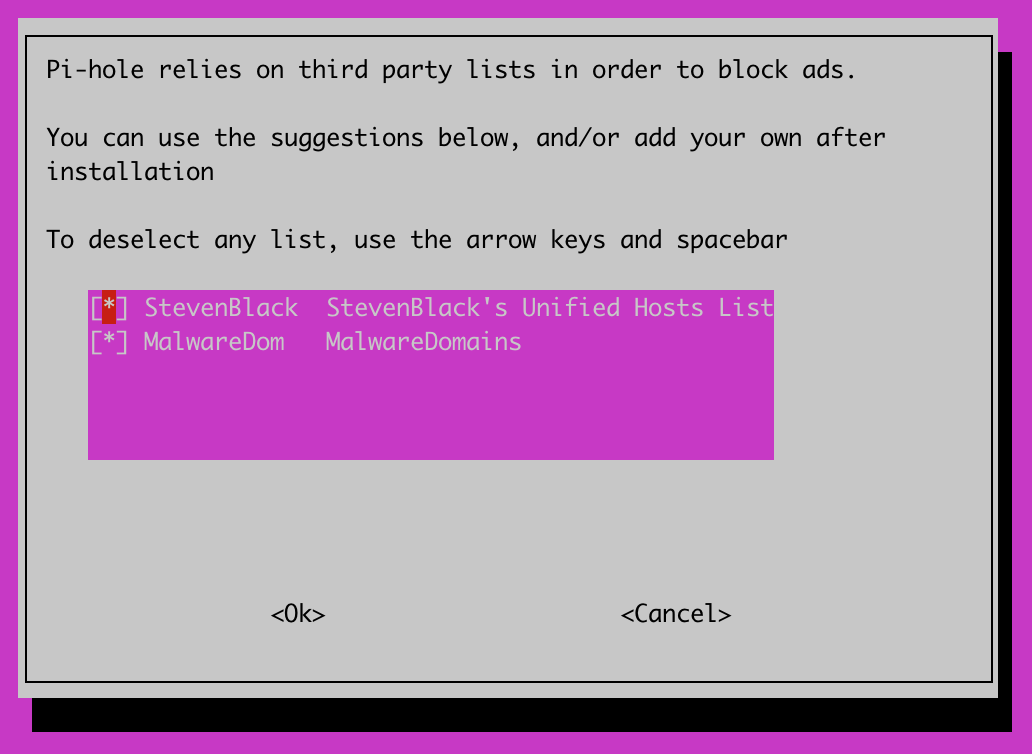 Pi-hole relies on third party lists in order to block ads.
You can use the suggestions below, and/or add your own after
installation
To deselect any list, use the arrow keys and spacebar
[*] StevenBlack  StevenBlack's Unified Hosts List
[*] MalwareDom   MalwareDomains
<Ok> <Cancel>